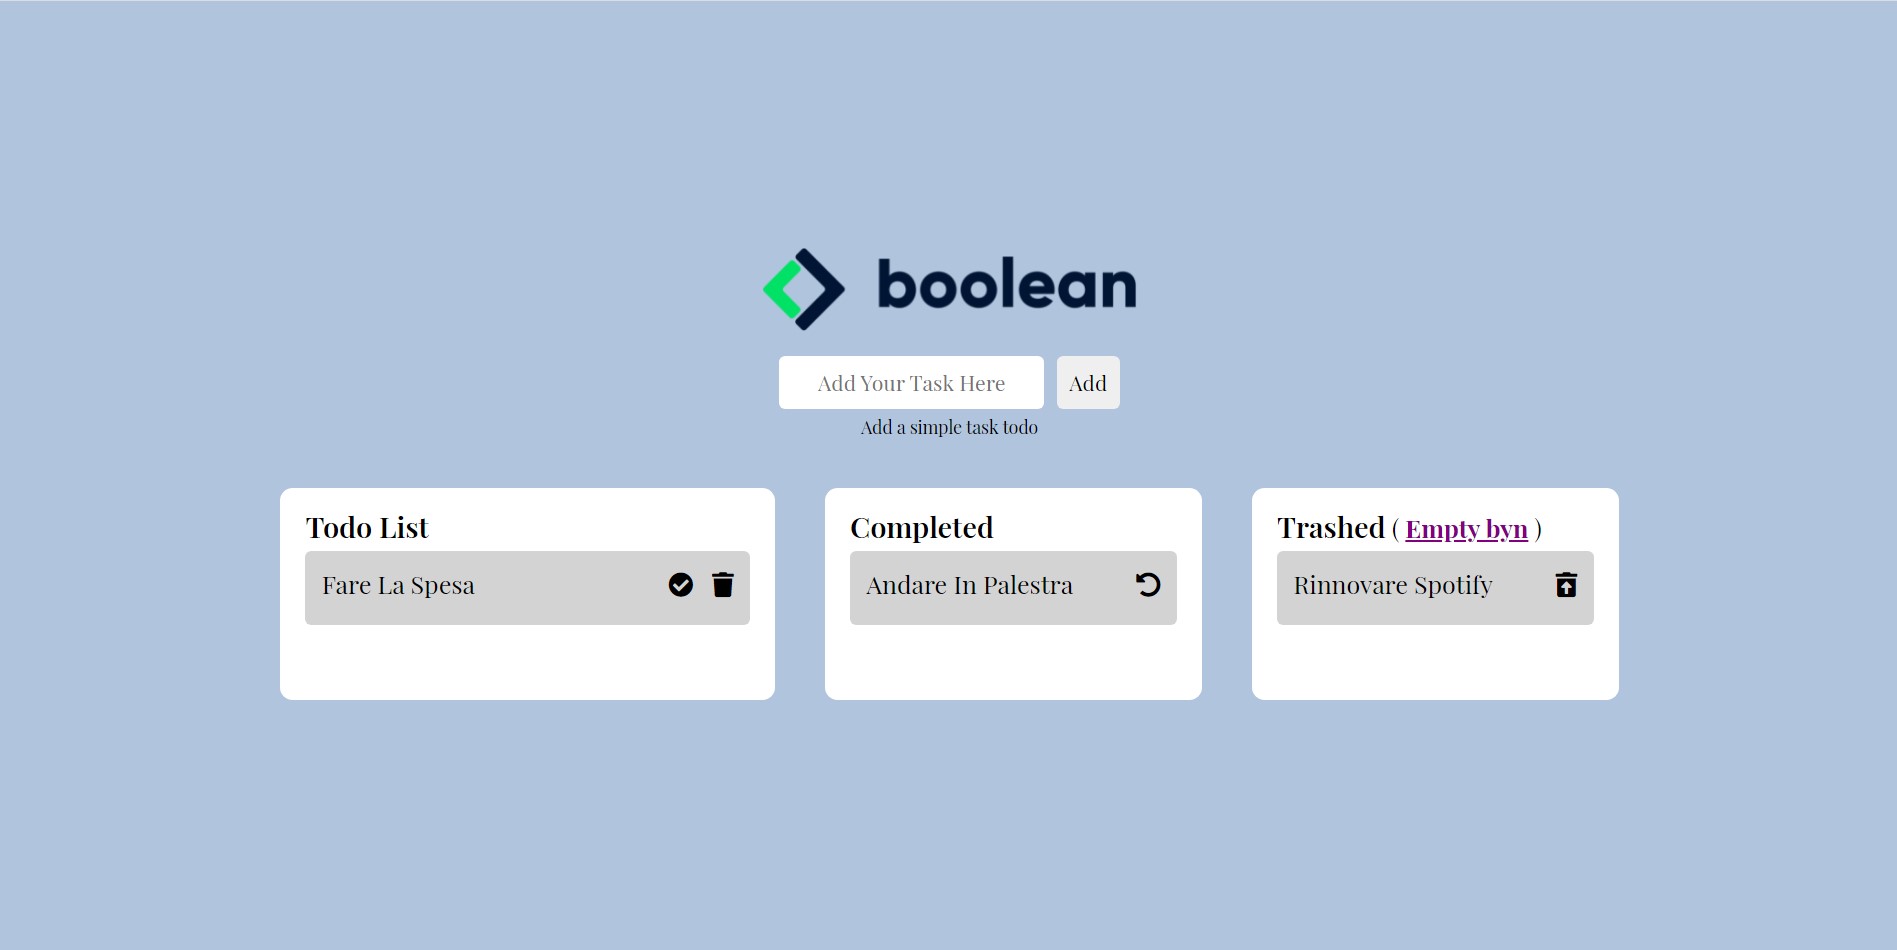 boolean
Add Your Task Here
Add
Add a simple task todo
Todo List
Fare La Spesa
Completed
Andare In Palestra
Trashed ( Empty byn )
Rinnovare Spotify